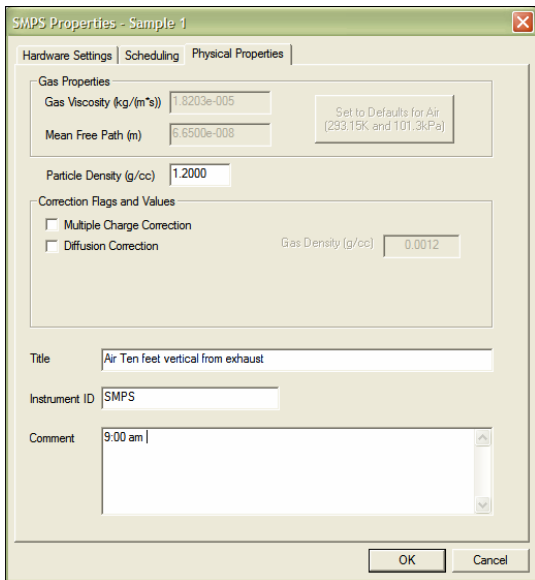 SMPS Properties - Sample 1
Hardware Settings Scheduling Physical Properties
Gas Properties
Gas Viscosity (kg/(m*s)) 1.8203e-005
Mean Free Path (m) 6.6500e-008
Set to Defaults for Air
(293.15K and 101.3kPa)
Particle Density (g/cc) 1.2000
Correction Flags and Values
Multiple Charge Correction
Diffusion Correction
Gas Density (g/cc) 0.0012
Title Air Ten feet vertical from exhaust
Instrument ID SMPS
Comment 9:00 am
OK Cancel